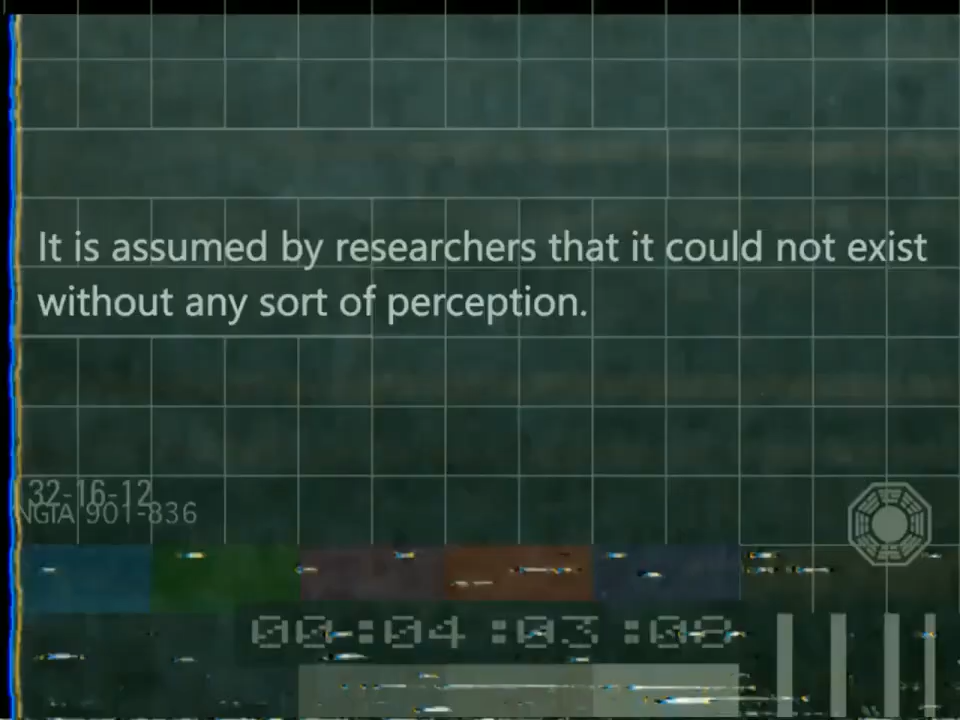 It is assumed by researchers that it could not exist
without any sort of perception.
32-16-12
NGTA 901-836
00:04:03:08